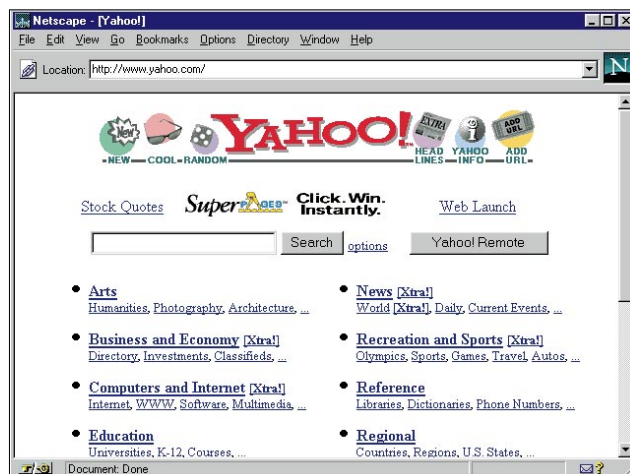 Netscape - [Yahoo!]
File Edit View Go Bookmarks Options Directory Window Help
Location: http://www.yahoo.com/
N
New EXTRA i ADD URL
YAHOO!
NEW COOL RANDOM HEAD LINES YAHOO INFO ADD URL
Stock Quotes Super PAGES Click. Win. Instantly. Web Launch
Search options Yahoo! Remote
Arts News [Xtra!]
Humanities, Photography, Architecture, ... World [Xtra!], Daily, Current Events, ...
Business and Economy [Xtra!] Recreation and Sports [Xtra!]
Directory, Investments, Classifieds, ... Olympics, Sports, Games, Travel, Autos, ...
Computers and Internet [Xtra!] Reference
Internet, WWW, Software, Multimedia, ... Libraries, Dictionaries, Phone Numbers, ...
Education Regional
Universities, K-12, Courses, ... Countries, Regions, U.S. States, ...
Document: Done